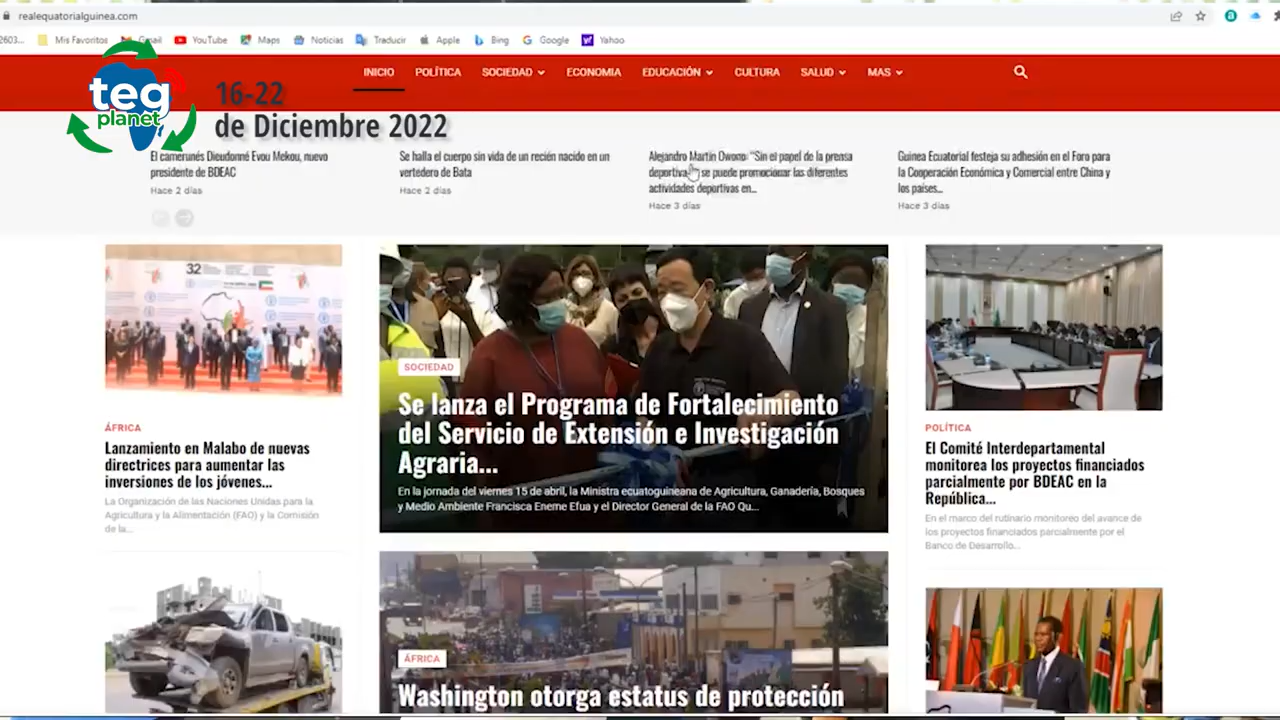 realequatorialguinea.com
2603...
Mis Favoritos
Gmail
YouTube
Maps
Noticias
Traducir
Apple
Bing
Google
Yahoo
INICIO
POLÍTICA
SOCIEDAD
ECONOMIA
EDUCACIÓN
CULTURA
SALUD
MAS
teg
planet
16-22
de Diciembre 2022
El camerunés Dieudonné Evou Mekou, nuevo
presidente de BDEAC
Hace 2 días
Se halla el cuerpo sin vida de un recién nacido en un
vertedero de Bata
Hace 2 días
Alejandro Martin Owono: "Sin el papel de la prensa
deportiva, se puede promocionar las diferentes
actividades deportivas en...
Hace 3 días
Guinea Ecuatorial festeja su adhesión en el Foro para
la Cooperación Económica y Comercial entre China y
los países...
Hace 3 días
32
ÁFRICA
Lanzamiento en Malabo de nuevas
directrices para aumentar las
inversiones de los jóvenes...
La Organización de las Naciones Unidas para la
Agricultura y la Alimentación (FAO) y la Comisión
de la...
SOCIEDAD
Se lanza el Programa de Fortalecimiento
del Servicio de Extensión e Investigación
Agraria...
En la jornada del viernes 15 de abril, la Ministra ecuatoguineana de Agricultura, Ganadería, Bosques
y Medio Ambiente Francisca Eneme Efua y el Director General de la FAO Qu...
POLÍTICA
El Comité Interdepartamental
monitorea los proyectos financiados
parcialmente por BDEAC en la
República...
En el marco del rutinario monitoreo del avance de
los proyectos financiados parcialmente por el
Banco de Desarrollo...
ÁFRICA
Washington otorga estatus de protección